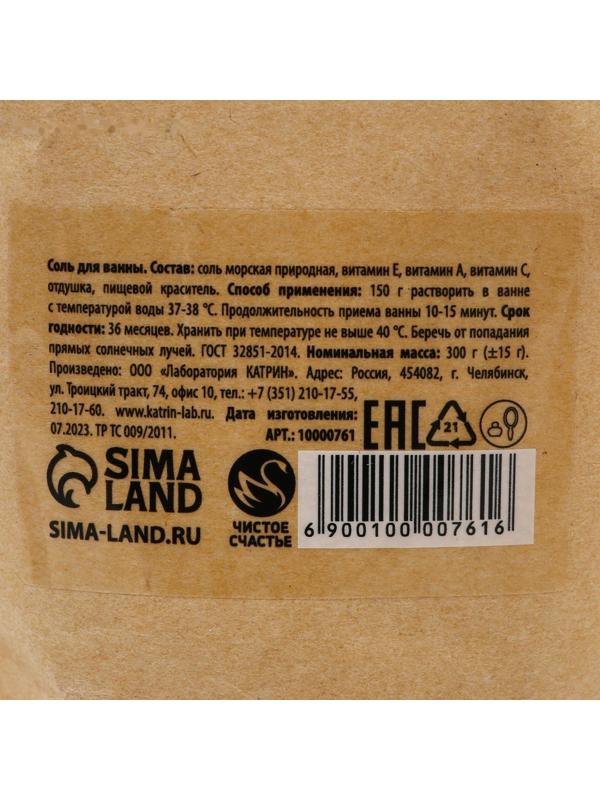 Соль для ванны. Состав: соль морская природная, витамин Е, витамин А, витамин С,
отдушка, пищевой краситель. Способ применения: 150 г растворить в ванне
с температурой воды 37-38 °С. Продолжительность приема ванны 10-15 минут. Срок
годности: 36 месяцев. Хранить при температуре не выше 40 °С. Беречь от попадания
прямых солнечных лучей. ГОСТ 32851-2014. Номинальная масса: 300 г (±15 г).
Произведено: ООО «Лаборатория КАТРИН». Адрес: Россия, 454082, г. Челябинск,
ул. Троицкий тракт, 74, офис 10, тел.: +7 (351) 210-17-55,
210-17-60. www.katrin-lab.ru. Дата изготовления:
07.2023. ТР ТС 009/2011. АРТ.: 10000761
ЕАС
21
SIMA
LAND
SIMA-LAND.RU
ЧИСТОЕ
СЧАСТЬЕ
6 900100 007616